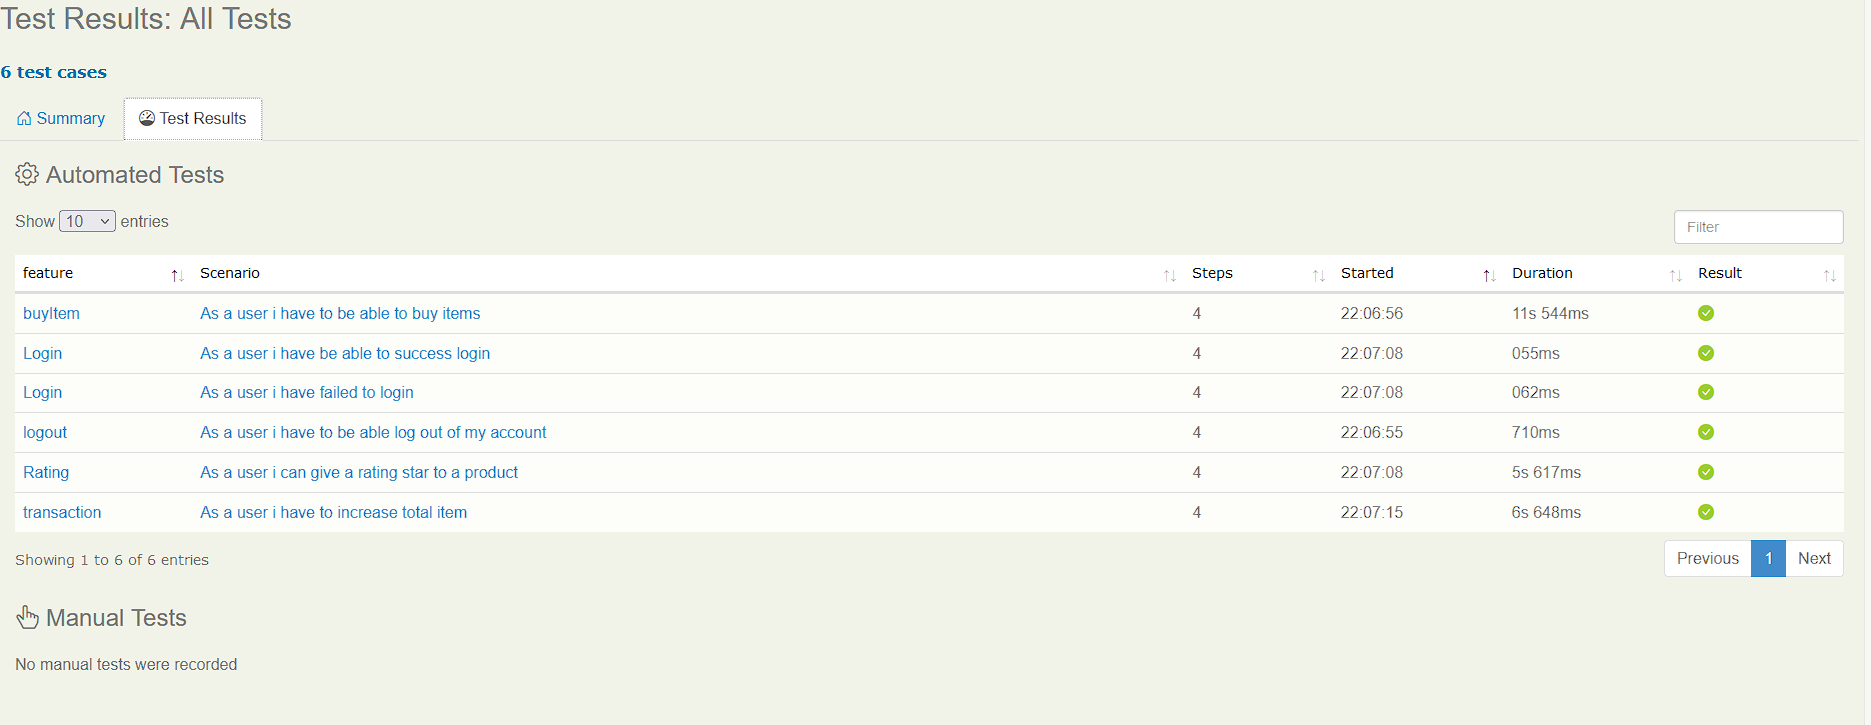 Test Results: All Tests
6 test cases
Summary Test Results
Automated Tests
Show 10 entries
Filter
feature Scenario Steps Started Duration Result
buyItem As a user i have to be able to buy items 4 22:06:56 11s 544ms
Login As a user i have be able to success login 4 22:07:08 055ms
Login As a user i have failed to login 4 22:07:08 062ms
logout As a user i have to be able log out of my account 4 22:06:55 710ms
Rating As a user i can give a rating star to a product 4 22:07:08 5s 617ms
transaction As a user i have to increase total item 4 22:07:15 6s 648ms
Showing 1 to 6 of 6 entries
Previous 1 Next
Manual Tests
No manual tests were recorded